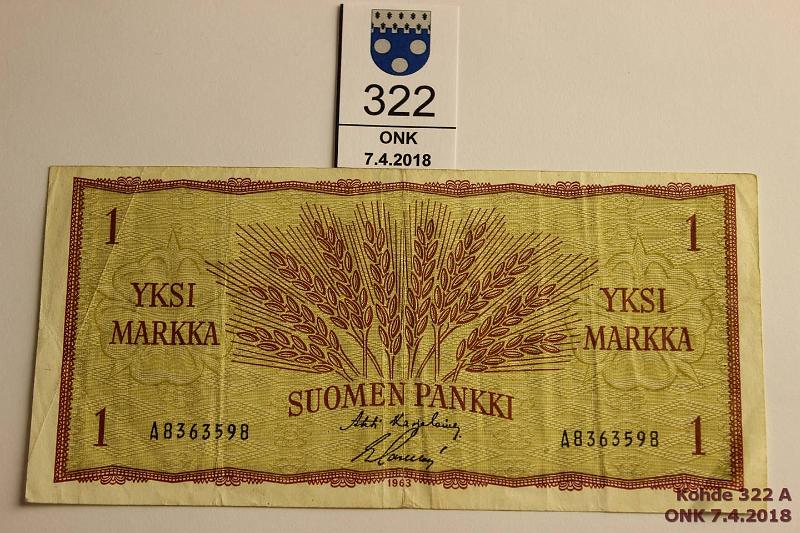 322
ONK
7.4.2018
1
1
YKSI
MARKKA
YKSI
MARKKA
SUOMEN PANKKI
1
A8363598
A8363598
1
1963
Kohde 322 A
ONK 7.4.2018